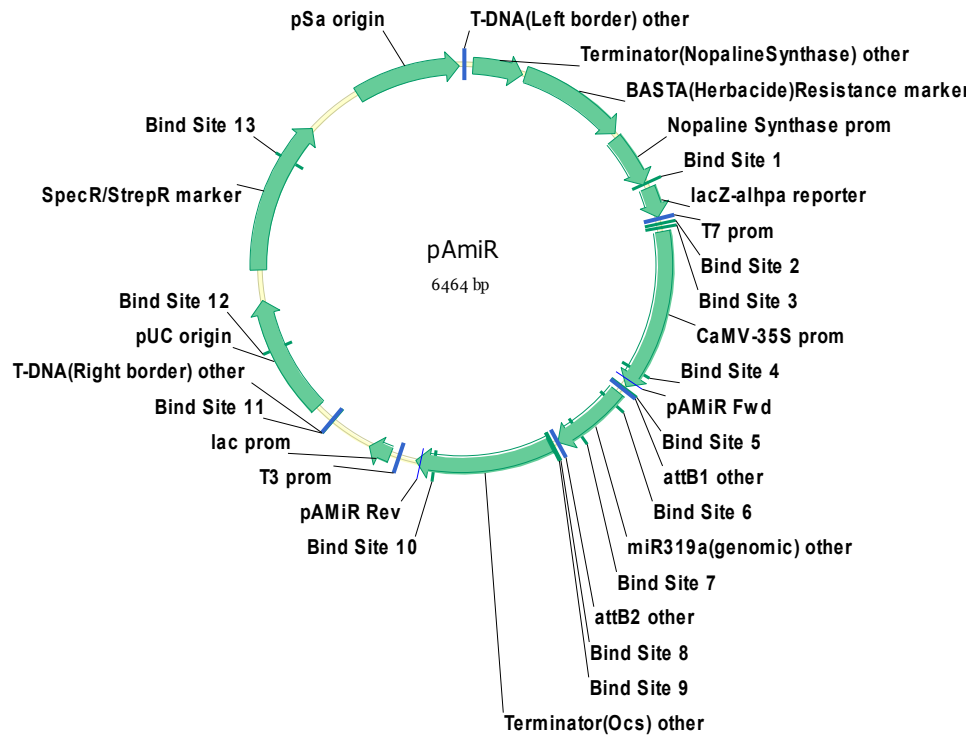 pSa origin
T-DNA(Left border) other
Terminator(NopalineSynthase) other
BASTA(Herbacide)Resistance marker
Nopaline Synthase prom
Bind Site 1
lacZ-alhpa reporter
T7 prom
Bind Site 2
Bind Site 3
CaMV-35S prom
Bind Site 4
pAMiR Fwd
Bind Site 5
attB1 other
Bind Site 6
miR319a(genomic) other
Bind Site 7
attB2 other
Bind Site 8
Bind Site 9
Terminator(Ocs) other
Bind Site 10
pAMiR Rev
T3 prom
lac prom
Bind Site 11
T-DNA(Right border) other
pUC origin
Bind Site 12
SpecR/StrepR marker
Bind Site 13
pAmiR
6464 bp